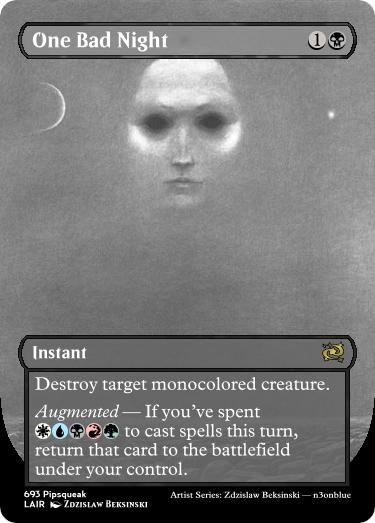 One Bad Night 1
Instant
Destroy target monocolored creature.
Augmented — If you've spent
to cast spells this turn,
return that card to the battlefield
under your control.
693 Pipsqueak
LAIR Zdzislaw Beksinski
Artist Series: Zdzislaw Beksinski — n3onblue